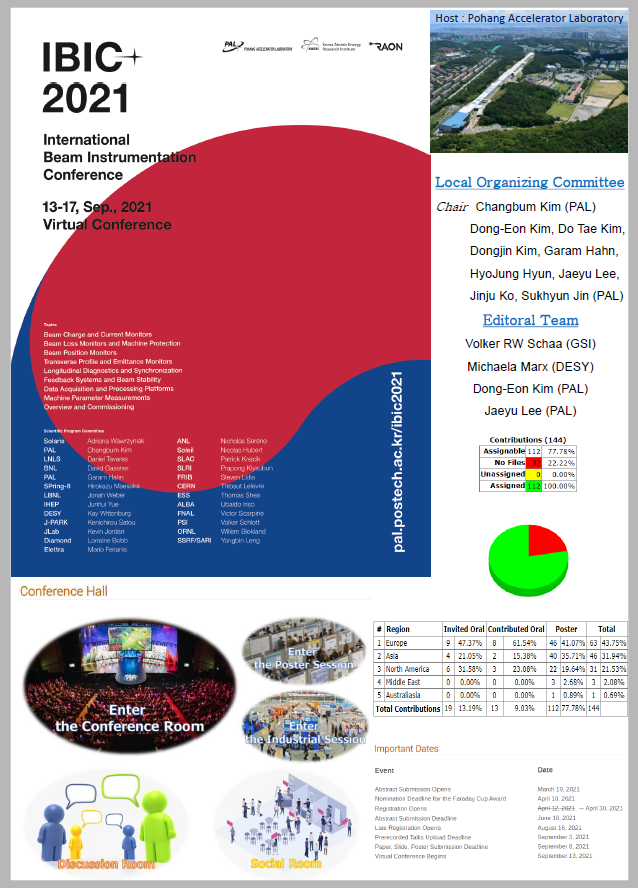 IBIC
2021
PAL POHANG ACCELERATOR LABORATORY
Korea Atomic Energy
Research Institute
RAON
International
Beam Instrumentation
Conference
13-17, Sep., 2021
Virtual Conference
Topics
Beam Charge and Current Monitors
Beam Loss Monitors and Machine Protection
Beam Position Monitors
Transverse Profile and Emittance Monitors
Longitudinal Diagnostics and Synchronization
Feedback Systems and Beam Stability
Data Acquisition and Processing Platforms
Machine Parameter Measurements
Overview and Commissioning
Scientific Program Committee
Solaris Adriana Wawrzyniak
PAL Changbum Kim
LNLS Daniel Tavares
BNL David Gassner
PAL Garam Hahn
SPring-8 Hirokazu Maesaka
LBNL Jonah Weber
IHEP Junhui Yue
DESY Kay Wittenburg
J-PARK Kenichirou Satou
JLab Kevin Jordan
Diamond Lorraine Bobb
Elettra Mario Ferianis
ANL Nicholas Sereno
Soleil Nicolas Hubert
SLAC Patrick Krejcik
SLRI Prapong Klysubun
FRIB Steven Lidia
CERN Thibaut Lefevre
ESS Thomas Shea
ALBA Ubaldo Iriso
FNAL Victor Scarpine
PSI Volker Schlott
ORNL Willem Blokland
SSRF/SARI Yongbin Leng
pal.postech.ac.kr/ibic2021
Host : Pohang Accelerator Laboratory
Local Organizing Committee
Chair Changbum Kim (PAL)
Dong-Eon Kim, Do Tae Kim,
Dongjin Kim, Garam Hahn,
HyoJung Hyun, Jaeyu Lee,
Jinju Ko, Sukhyun Jin (PAL)
Editoral Team
Volker RW Schaa (GSI)
Michaela Marx (DESY)
Dong-Eon Kim (PAL)
Jaeyu Lee (PAL)
Contributions (144)
Assignable 112 77.78%
No Files 22.22%
Unassigned 0 0.00%
Assigned 112 100.00%
Conference Hall
Enter
the Conference Room
Enter
the Poster Session
Enter
the Industrial Session
Discussion Room
Social Room
# Region Invited Oral Contributed Oral Poster Total
1 Europe 9 47.37% 8 61.54% 46 41.07% 63 43.75%
2 Asia 4 21.05% 2 15.38% 40 35.71% 46 31.94%
3 North America 6 31.58% 3 23.08% 22 19.64% 31 21.53%
4 Middle East 0 0.00% 0 0.00% 3 2.68% 3 2.08%
5 Australiasia 0 0.00% 0 0.00% 1 0.89% 1 0.69%
Total Contributions 19 13.19% 13 9.03% 112 77.78% 144
Important Dates
Event Date
Abstract Submission Opens March 19, 2021
Nomination Deadline for the Faraday Cup Award April 10, 2021
Registration Opens April 12, 2021 → April 30, 2021
Abstract Submission Deadline June 18, 2021
Late Registration Opens August 16, 2021
Prerecorded Talks Upload Deadline September 3, 2021
Paper, Slide, Poster Submission Deadline September 8, 2021
Virtual Conference Begins September 13, 2021